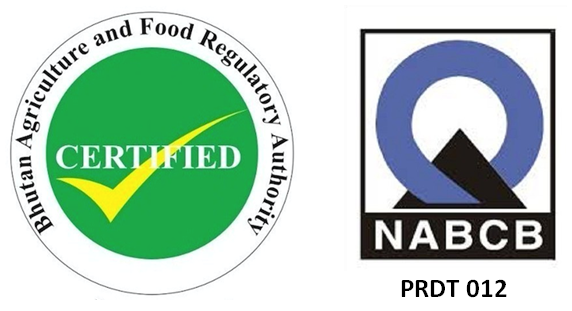 Bhutan Agriculture and Food Regulatory Authority
CERTIFIED
NABCB
PRDT 012